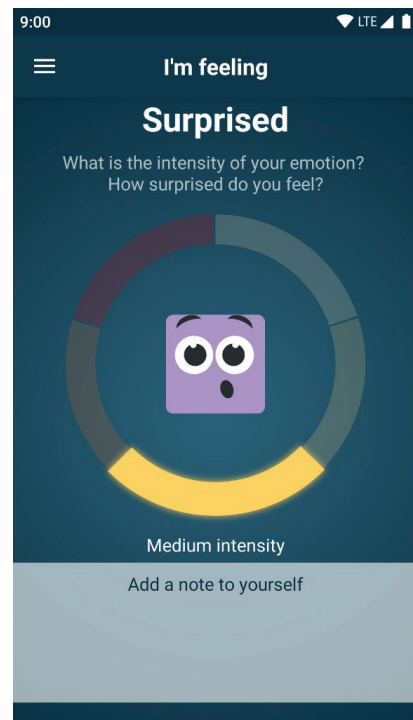 9:00
LTE
I'm feeling
Surprised
What is the intensity of your emotion?
How surprised do you feel?
Medium intensity
Add a note to yourself